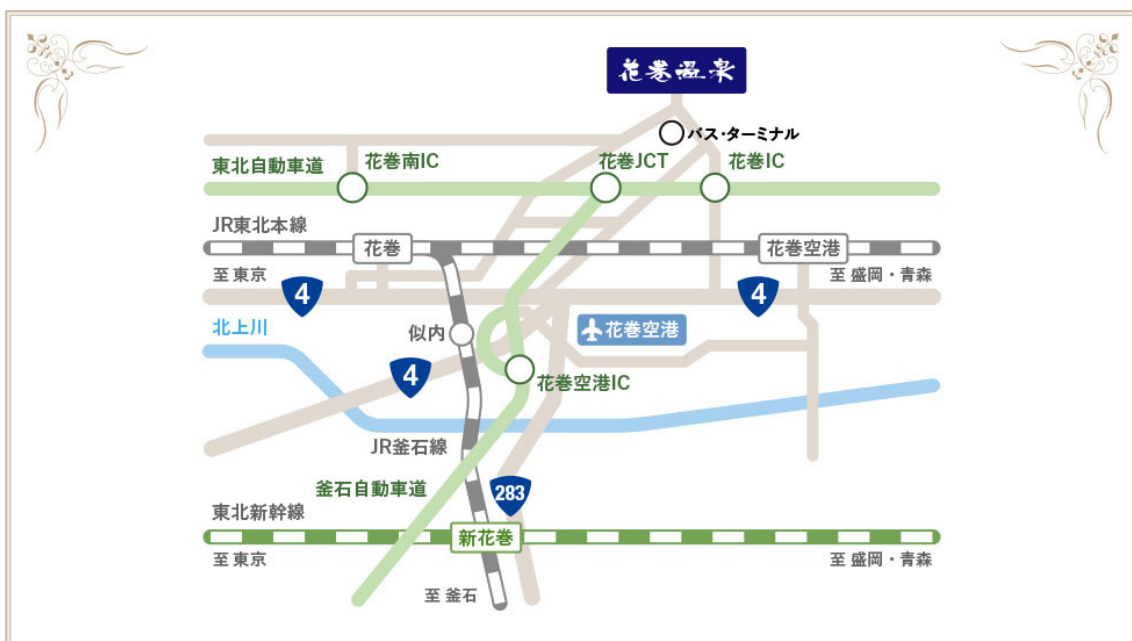 花巻温泉
バス・ターミナル
東北自動車道
花巻南IC
花巻JCT
花巻IC
JR東北本線
花巻
花巻空港
至 東京
至 盛岡・青森
4
4
北上川
似内
花巻空港
4
花巻空港IC
JR釜石線
釜石自動車道
283
東北新幹線
新花巻
至 東京
至 盛岡・青森
至 釜石